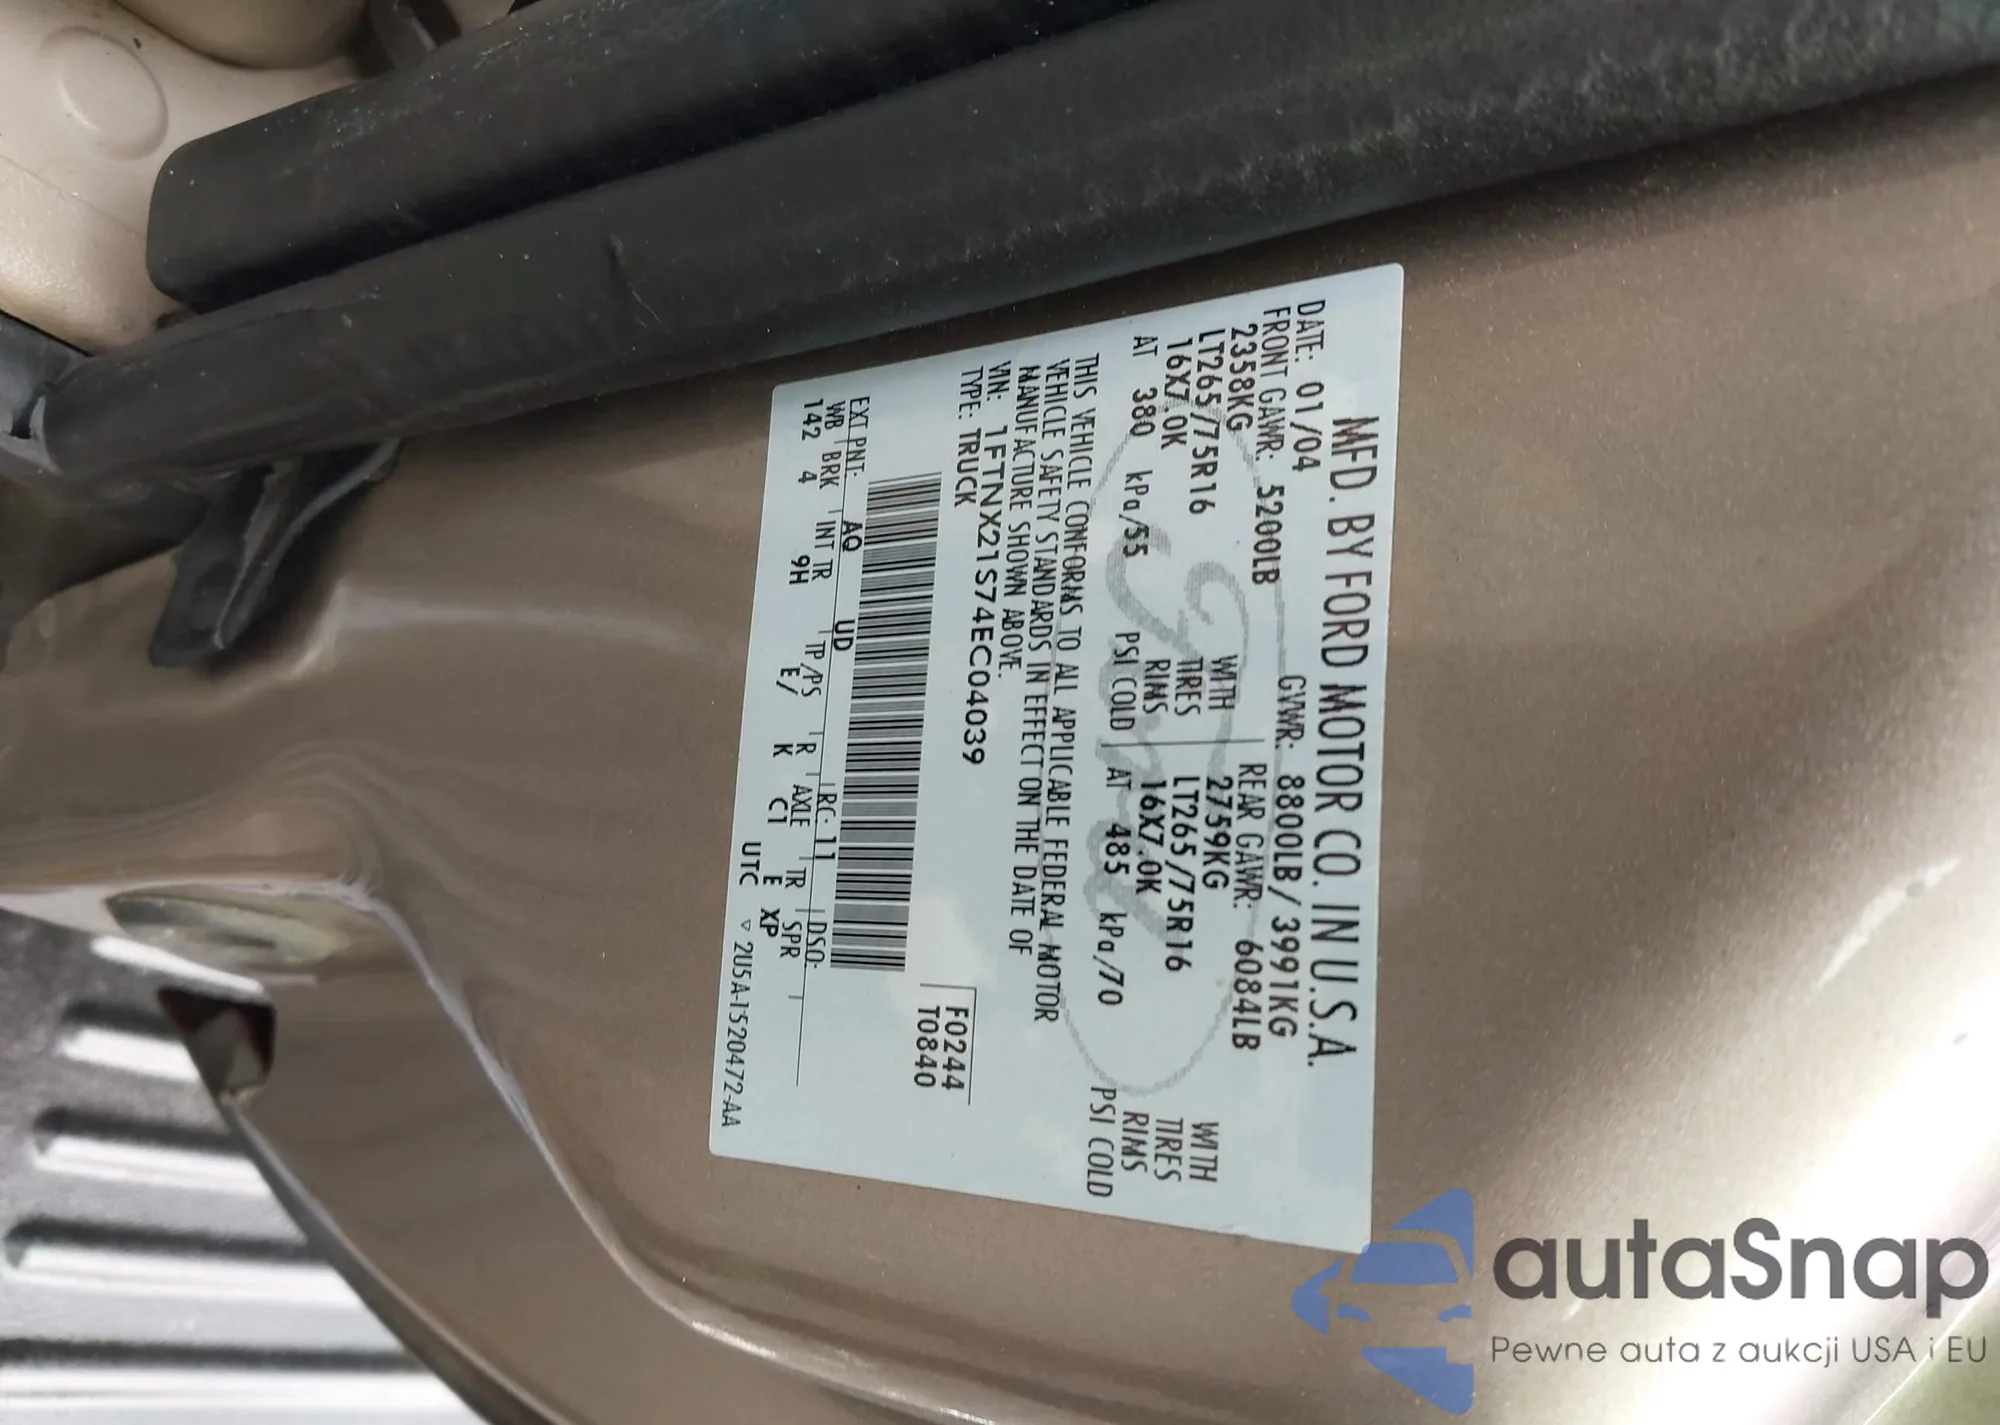 MFD. BY FORD MOTOR CO. IN U.S.A.
DATE: 01/04 GVWR: 8800LB/3991KG
FRONT GAWR: 5200LB REAR GAWR: 6084LB
2358KG WITH 2759KG WITH
LT265/75R16 TIRES LT265/75R16 TIRES
16X7.0K RIMS 16X7.0K RIMS
AT 380 kPa/55 PSI COLD AT 485 kPa/70 PSI COLD
THIS VEHICLE CONFORMS TO ALL APPLICABLE FEDERAL MOTOR
VEHICLE SAFETY STANDARDS IN EFFECT ON THE DATE OF
MANUFACTURE SHOWN ABOVE.
VIN: 1FTNX21S74EC04039
TYPE: TRUCK
F0244
T0840
EXT PNT: AQ UD RC: 11 DSO:
WB BRK INT TR TP/PS R AXLE TR SPR
142 4 9H E/ K C1 E XP
UTC ▽ 2U5A-1520472-AA
autaSnap
Pewne auta z aukcji USA i EU